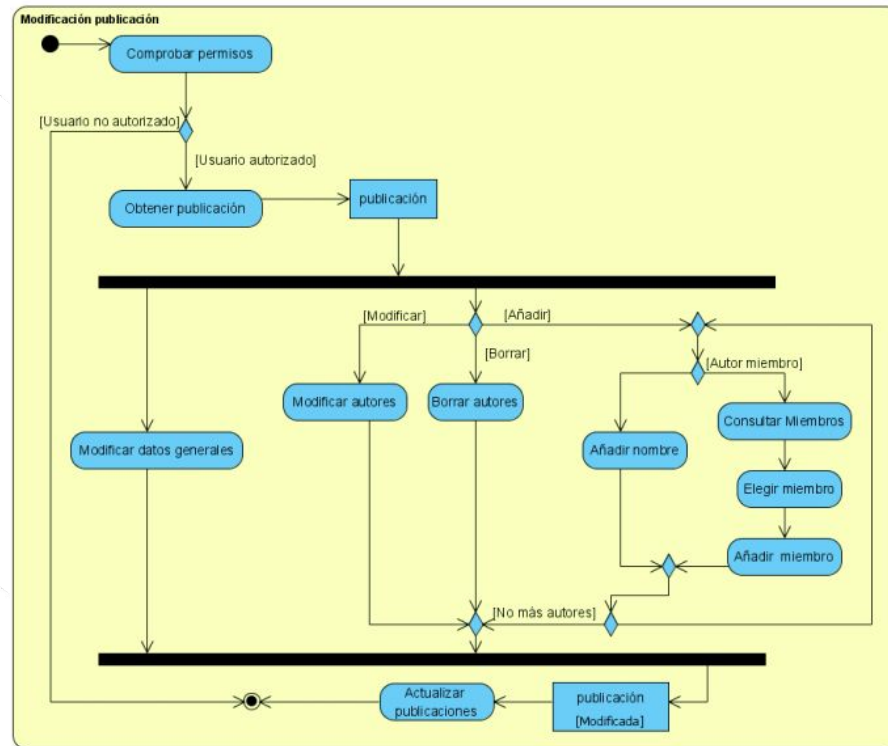 Modificación publicación
Comprobar permisos
[Usuario no autorizado]
[Usuario autorizado]
Obtener publicación
publicación
[Modificar]
[Añadir]
[Borrar]
[Autor miembro]
Modificar autores
Borrar autores
Consultar Miembros
Modificar datos generales
Añadir nombre
Elegir miembro
Añadir miembro
[No más autores]
Actualizar
publicaciones
publicación
[Modificada]